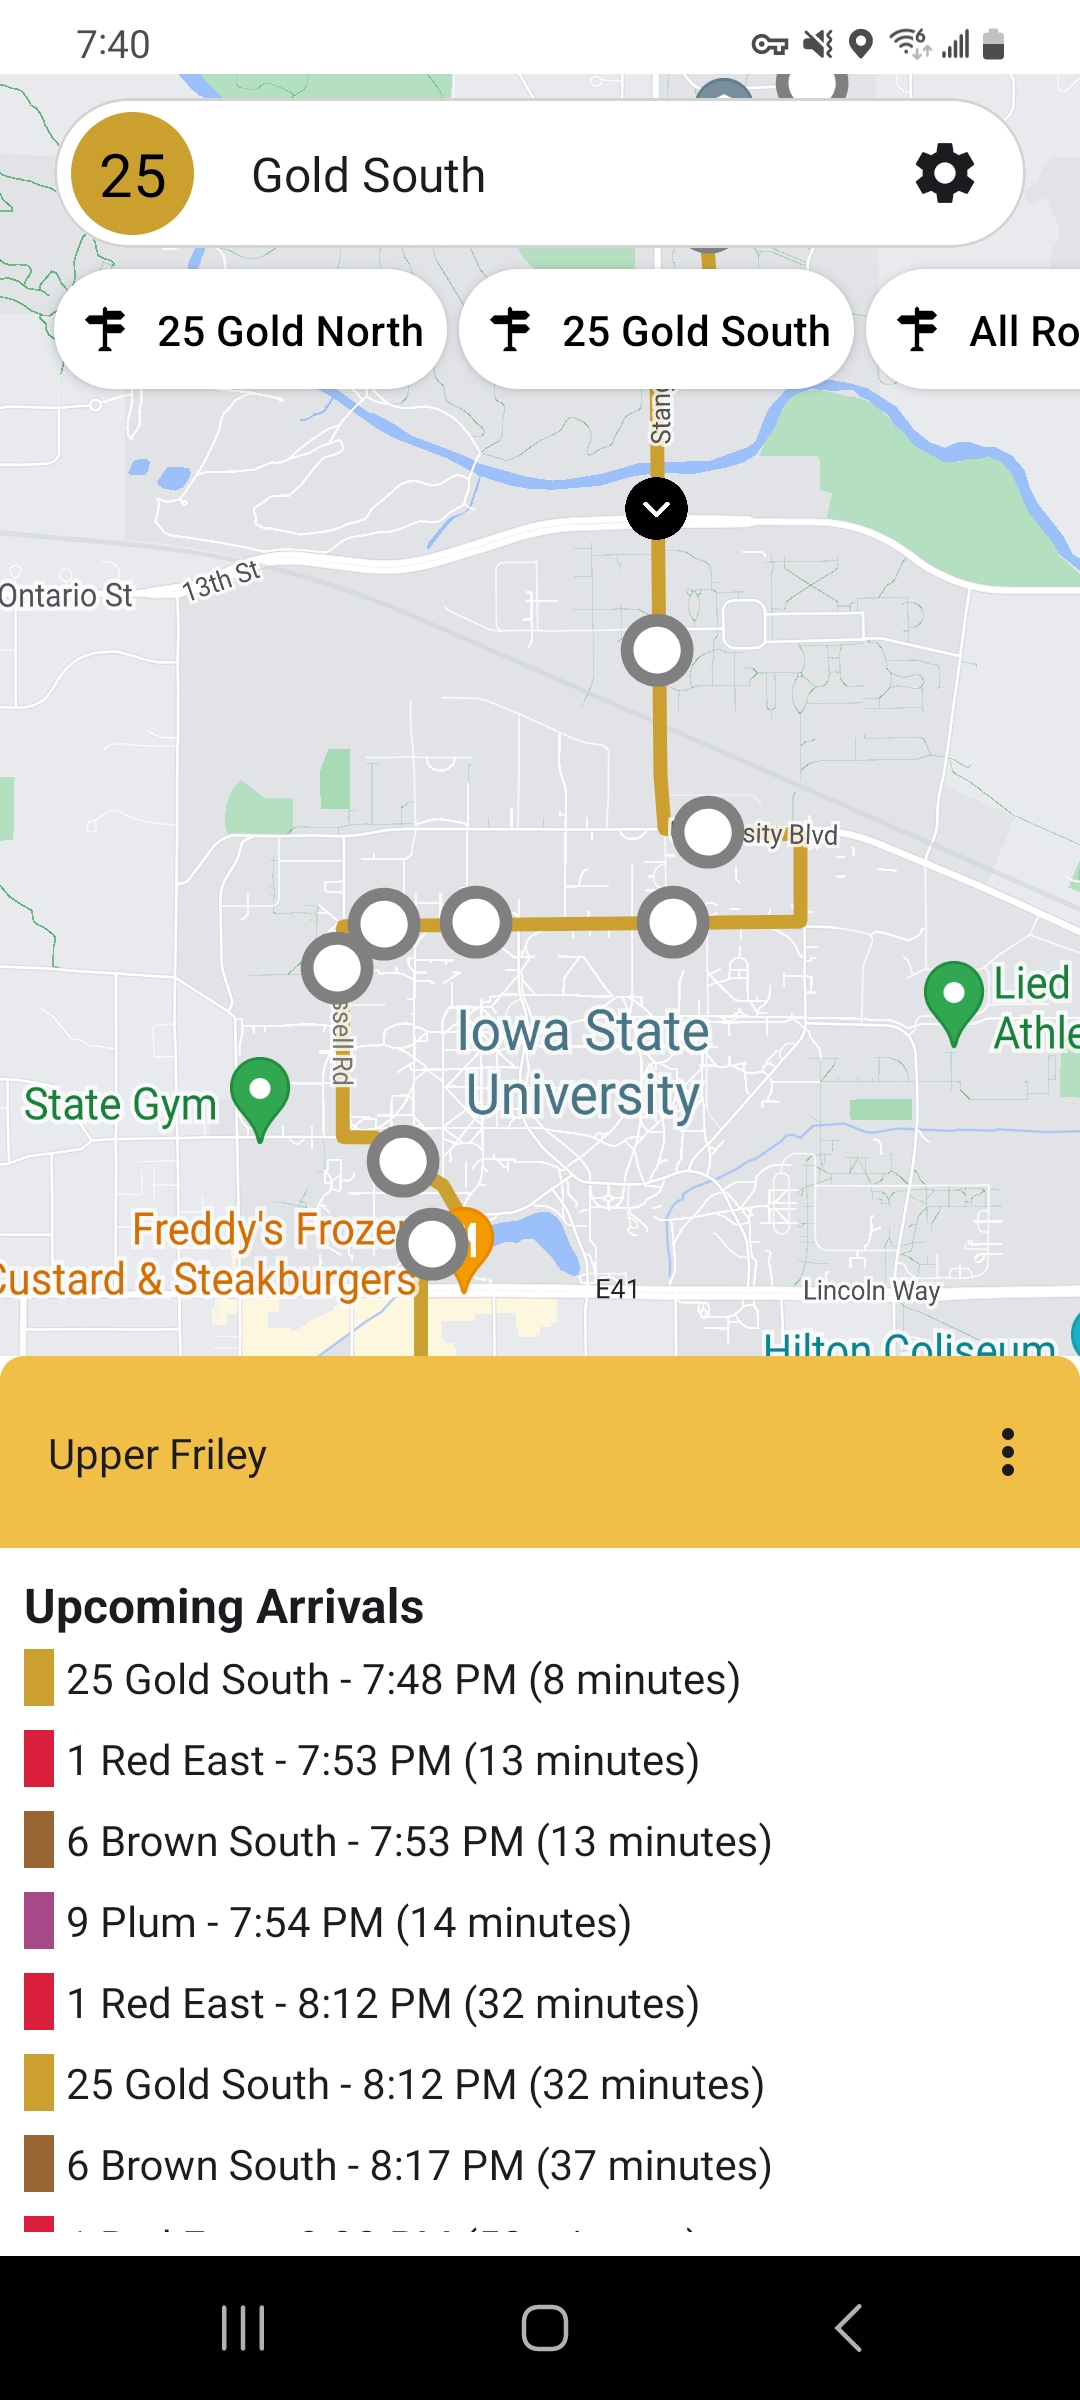 7:40
6
25
Gold South
25 Gold North
25 Gold South
All Ro
Stang
13th St
Ontario St
sity Blvd
ssell Rd
Iowa State
University
Lied
Athle
State Gym
Freddy's Frozen
Custard & Steakburgers
E41
Lincoln Way
Hilton Coliseum
Upper Friley
Upcoming Arrivals
25 Gold South - 7:48 PM (8 minutes)
1 Red East - 7:53 PM (13 minutes)
6 Brown South - 7:53 PM (13 minutes)
9 Plum - 7:54 PM (14 minutes)
1 Red East - 8:12 PM (32 minutes)
25 Gold South - 8:12 PM (32 minutes)
6 Brown South - 8:17 PM (37 minutes)